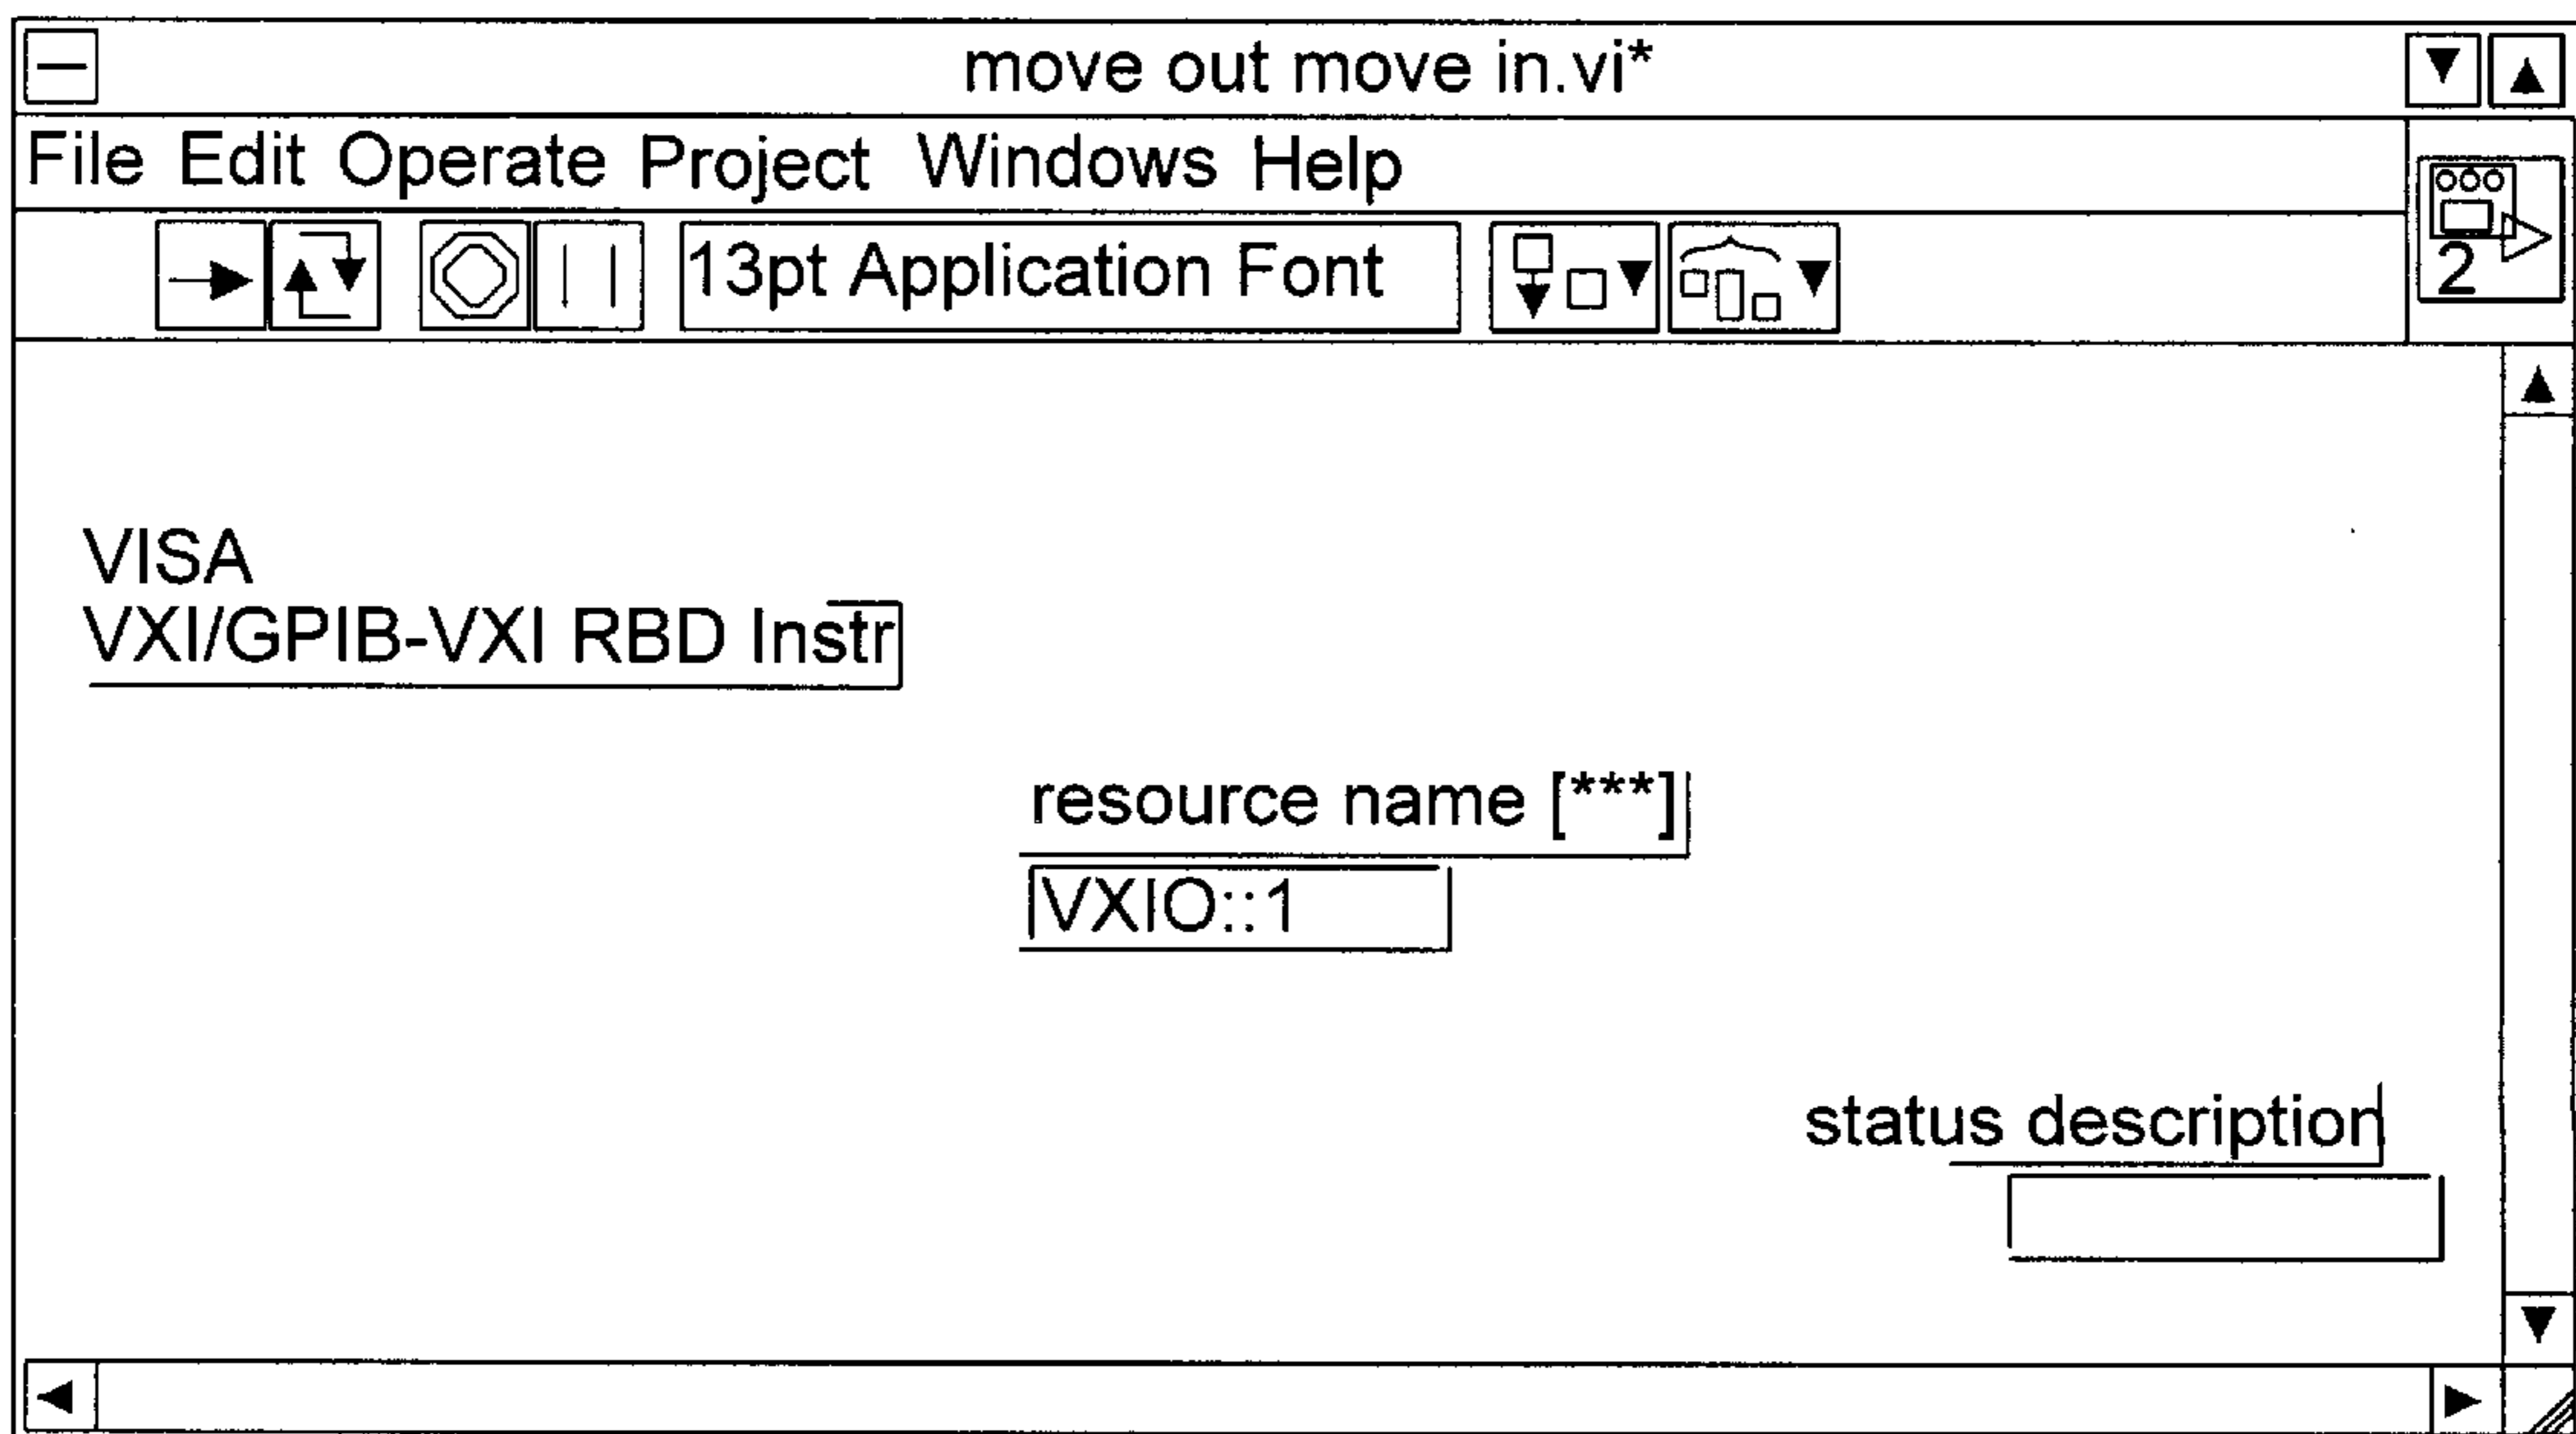 move out move in.vi*
File Edit Operate Project Windows Help
13pt Application Font
2
VISA
VXI/GPIB-VXI RBD Instr
resource name [***]
VXIO::1
status description